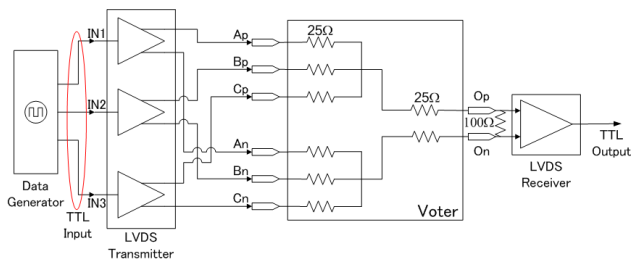 Data
Generator
TTL
Input
IN1
IN2
IN3
LVDS
Transmitter
Ap
Bp
Cp
An
Bn
Cn
25Ω
25Ω
Voter
Op
100Ω
On
LVDS
Receiver
TTL
Output